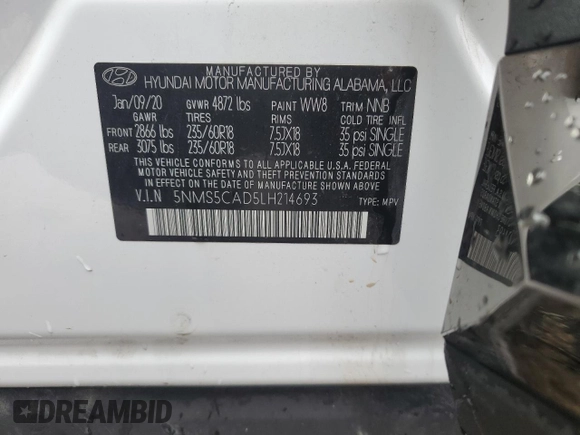 MANUFACTURED BY
HYUNDAI MOTOR MANUFACTURING ALABAMA, LLC
Jan/09/20 GVWR 4872 lbs PAINT WW8 TRIM NNB
GAWR TIRES RIMS COLD TIRE INFL
FRONT 2866 lbs 235/60R18 7.5JX18 35 psi SINGLE
REAR 3075 lbs 235/60R18 7.5JX18 35 psi SINGLE
THIS VEHICLE CONFORMS TO ALL APPLICABLE U.S.A. FEDERAL
MOTOR VEHICLE SAFETY AND THEFT PREVENTION STANDARDS IN
EFFECT ON THE DATE OF MANUFACTURE SHOWN ABOVE.
V.I.N 5NMS5CAD5LH214693 TYPE: MPV
DREAMBID